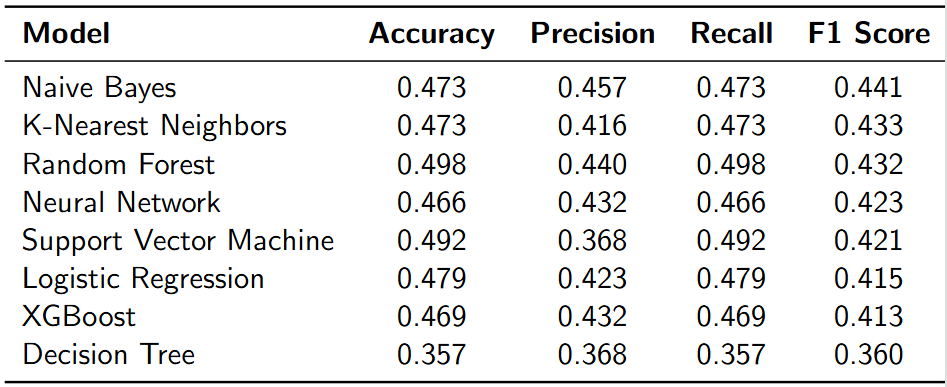 Model Accuracy Precision Recall F1 Score
Naive Bayes 0.473 0.457 0.473 0.441
K-Nearest Neighbors 0.473 0.416 0.473 0.433
Random Forest 0.498 0.440 0.498 0.432
Neural Network 0.466 0.432 0.466 0.423
Support Vector Machine 0.492 0.368 0.492 0.421
Logistic Regression 0.479 0.423 0.479 0.415
XGBoost 0.469 0.432 0.469 0.413
Decision Tree 0.357 0.368 0.357 0.360